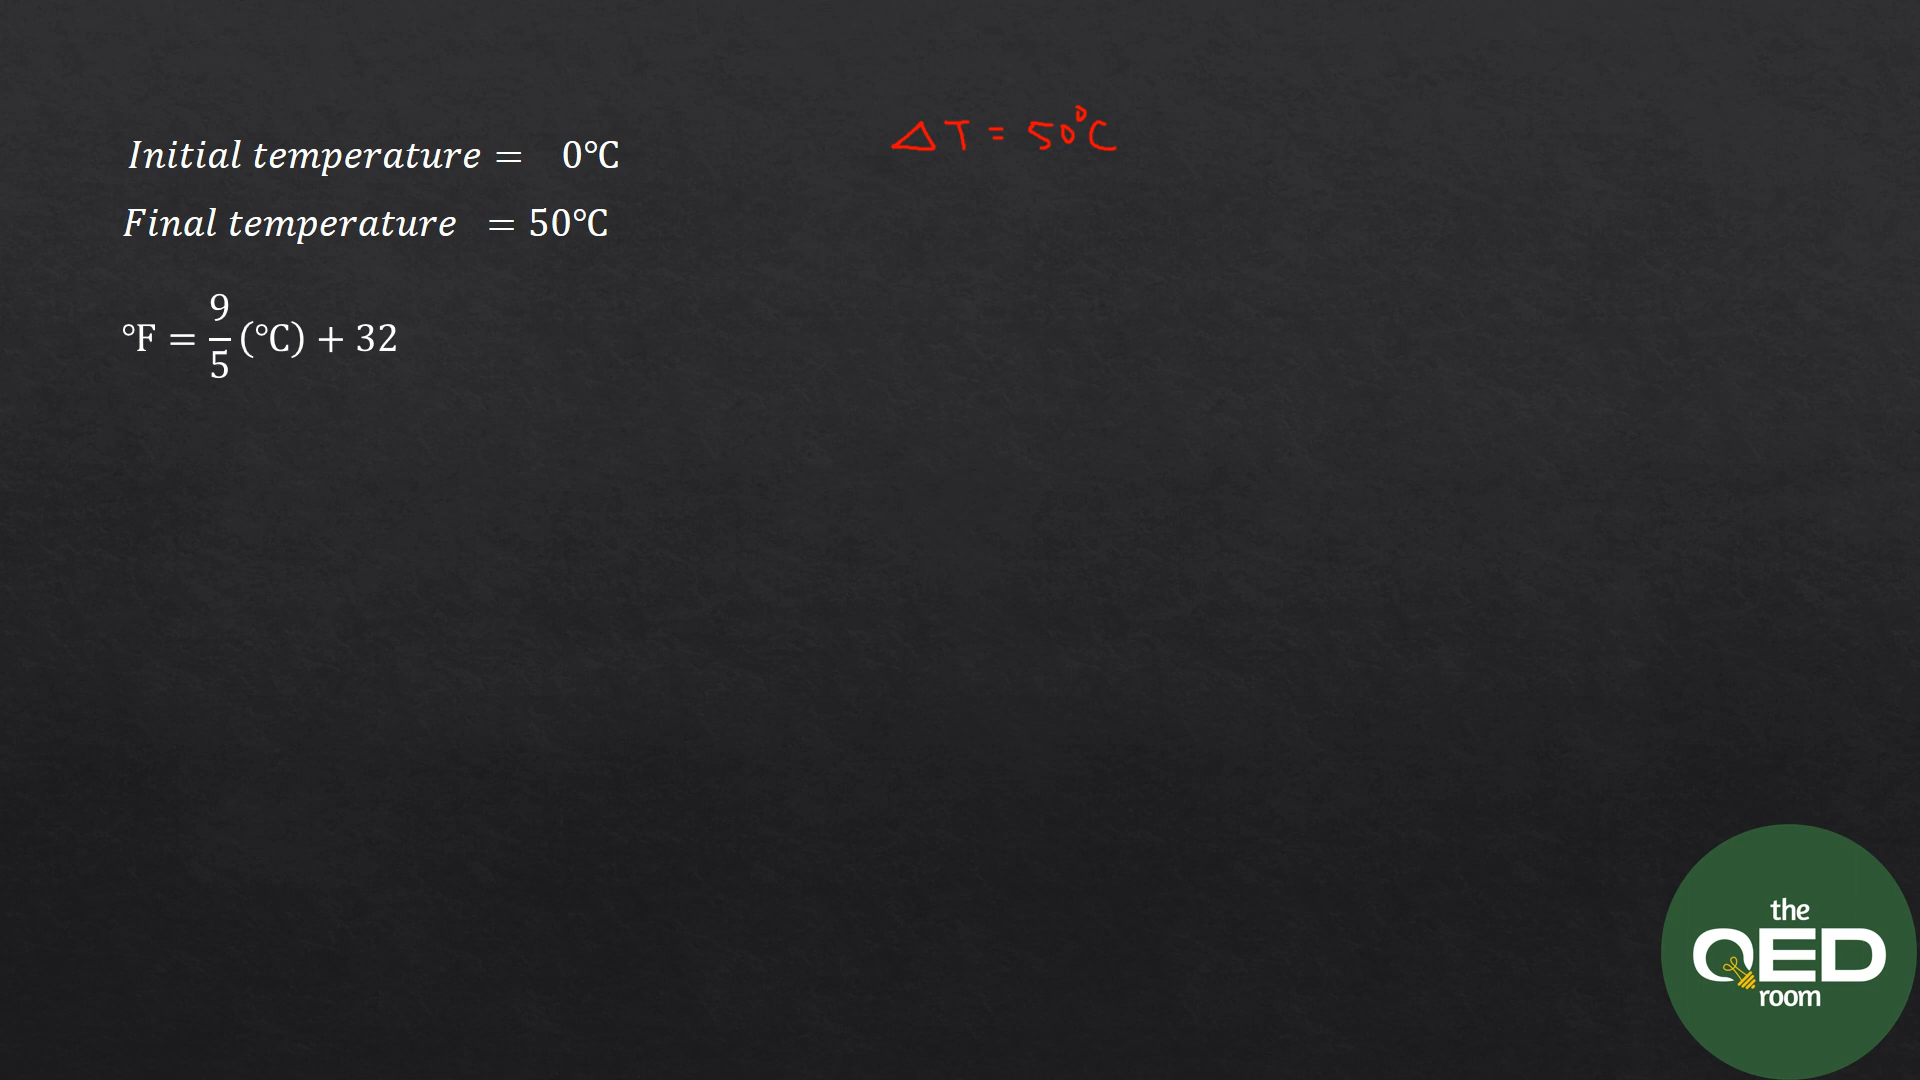 Initial temperature = 0℃
ΔT = 50°C
Final temperature = 50℃
℉ = 9/5 (℃) + 32
the
QED
room